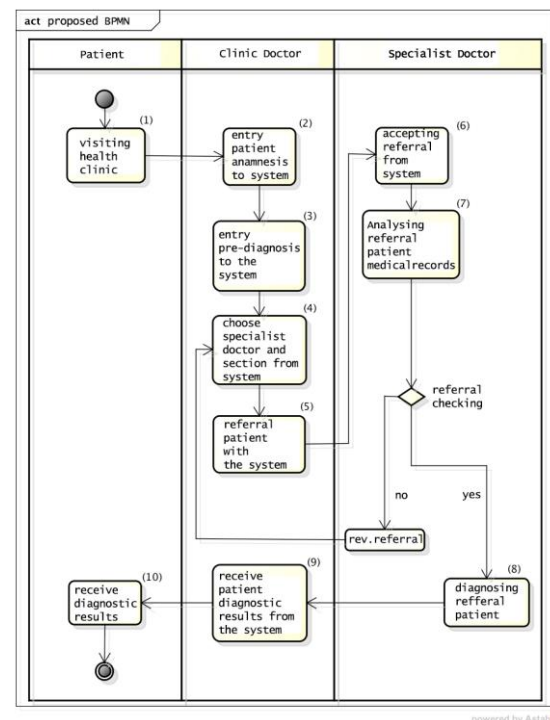 act proposed BPMN
Patient
Clinic Doctor
Specialist Doctor
(1)
visiting
health
clinic
(2)
entry
patient
anamnesis
to system
(3)
entry
pre-diagnosis
to the
system
(4)
choose
specialist
doctor and
section from
system
(5)
referral
patient
with
the system
(6)
accepting
referral
from
system
(7)
Analysing
referral
patient
medicalrecords
referral
checking
no
yes
rev.referral
(8)
diagnosing
refferal
patient
(9)
receive
patient
diagnostic
results from
the system
(10)
receive
diagnostic
results
powered by Astah